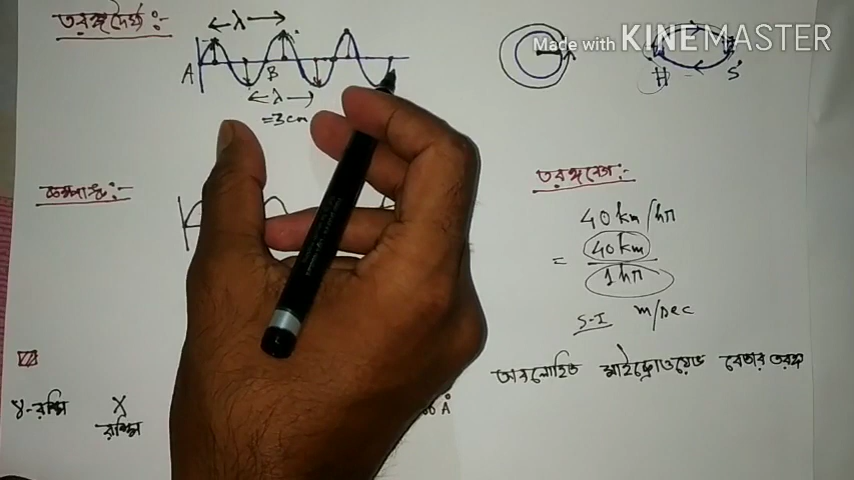 তরঙ্গ দৈর্ঘ্য :-
← λ →
A
B
← λ →
=3cm
Made with KINEMASTER
H
S
কম্পাঙ্ক :-
তরঙ্গবেগ :-
40 km/hr
= 40 km
1 hr
S.I m/sec
অবলোহিত মাইক্রোওয়েভ বেতার তরঙ্গ
γ-রশ্মি
X
রশ্মি